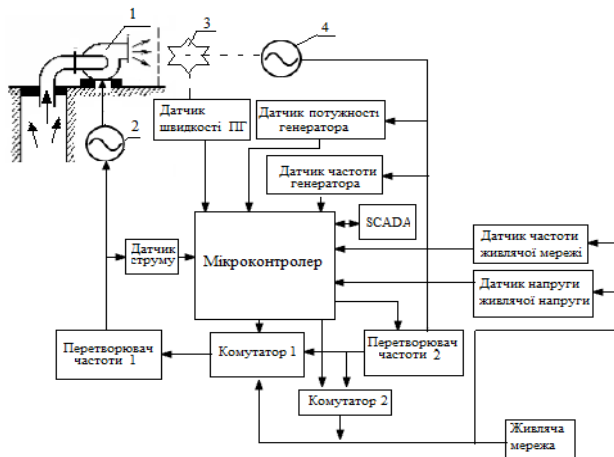 1
3
4
2
Датчик
швидкості ПГ
Датчик потужності
генератора
Датчик частоти
генератора
SCADA
Датчик
струму
Мікроконтролер
Датчик частоти
живлячої мережі
Датчик напруги
живлячої напруги
Перетворювач
частоти 1
Комутатор 1
Перетворювач
частоти 2
Комутатор 2
Живляча
мережа